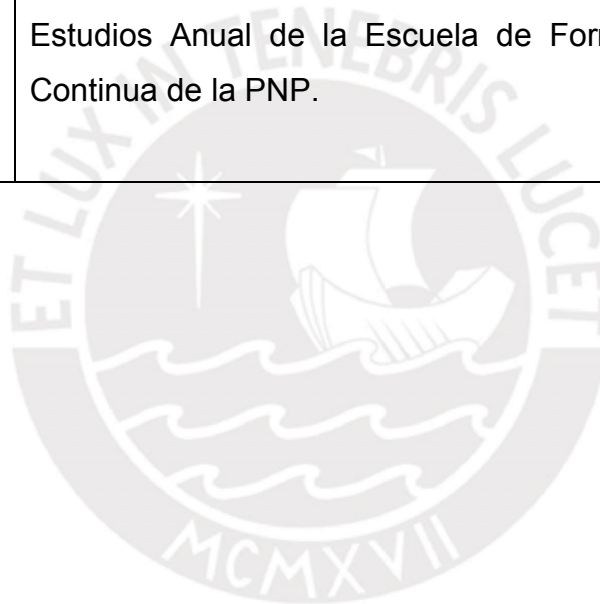 Estudios Anual de la Escuela de For
Continua de la PNP.
ET LUX IN TENEBRIS LUCET
MCMXVII